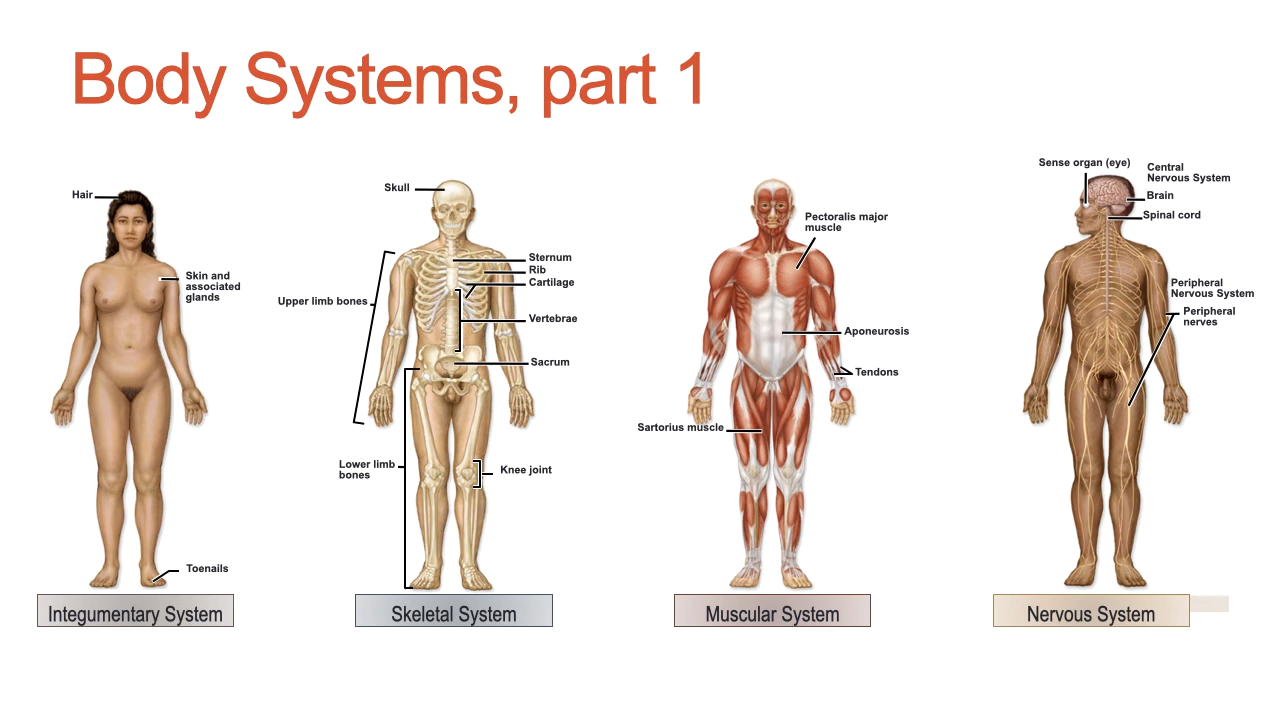 Body Systems, part 1
Hair
Skin and
associated
glands
Toenails
Integumentary System
Skull
Sternum
Rib
Cartilage
Upper limb bones
Vertebrae
Sacrum
Lower limb
bones
Knee joint
Skeletal System
Pectoralis major
muscle
Aponeurosis
Tendons
Sartorius muscle
Muscular System
Sense organ (eye)
Central
Nervous System
Brain
Spinal cord
Peripheral
Nervous System
Peripheral
nerves
Nervous System